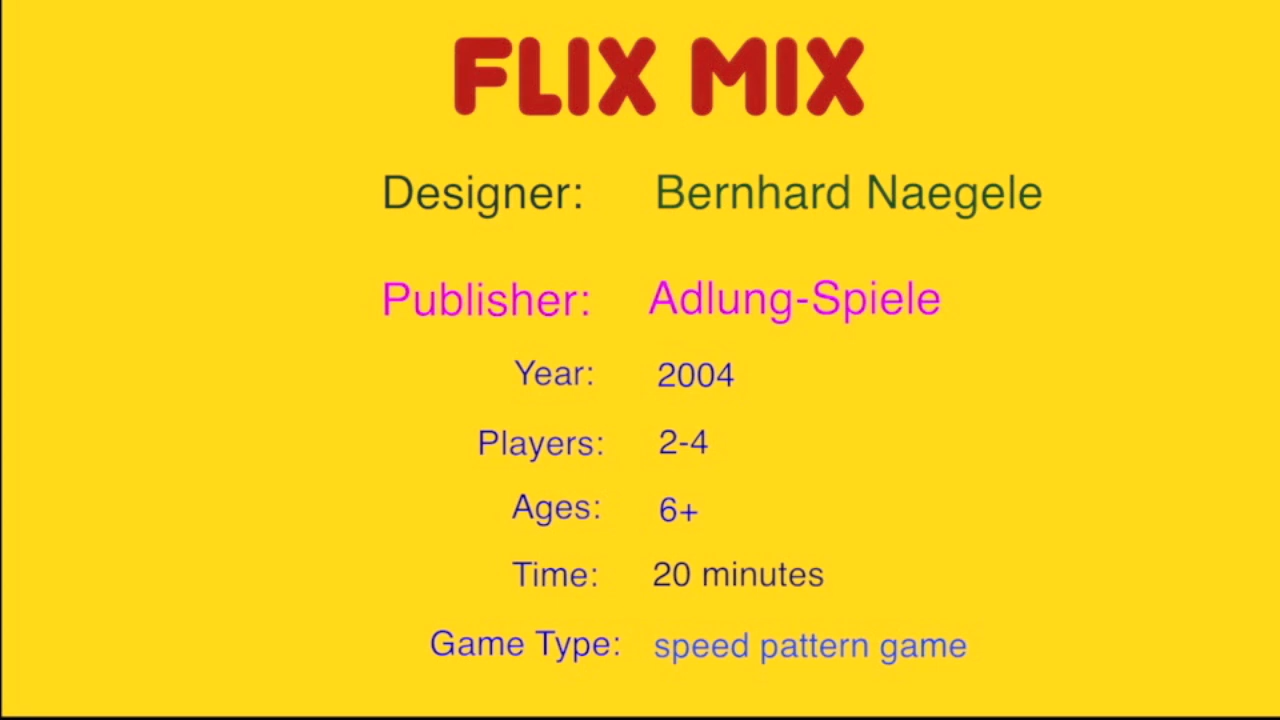 FLIX MIX
Designer: Bernhard Naegele
Publisher: Adlung-Spiele
Year: 2004
Players: 2-4
Ages: 6+
Time: 20 minutes
Game Type: speed pattern game